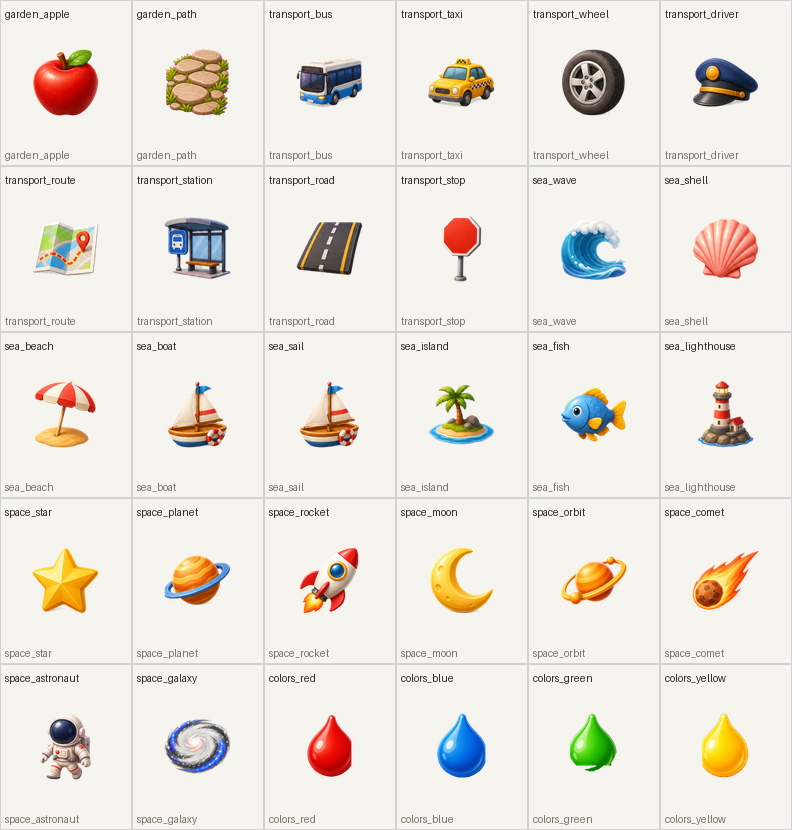 garden_apple garden_path transport_bus transport_taxi transport_wheel transport_driver
garden_apple garden_path transport_bus transport_taxi transport_wheel transport_driver
transport_route transport_station transport_road transport_stop sea_wave sea_shell
transport_route transport_station transport_road transport_stop sea_wave sea_shell
sea_beach sea_boat sea_sail sea_island sea_fish sea_lighthouse
sea_beach sea_boat sea_sail sea_island sea_fish sea_lighthouse
space_star space_planet space_rocket space_moon space_orbit space_comet
space_star space_planet space_rocket space_moon space_orbit space_comet
space_astronaut space_galaxy colors_red colors_blue colors_green colors_yellow
space_astronaut space_galaxy colors_red colors_blue colors_green colors_yellow